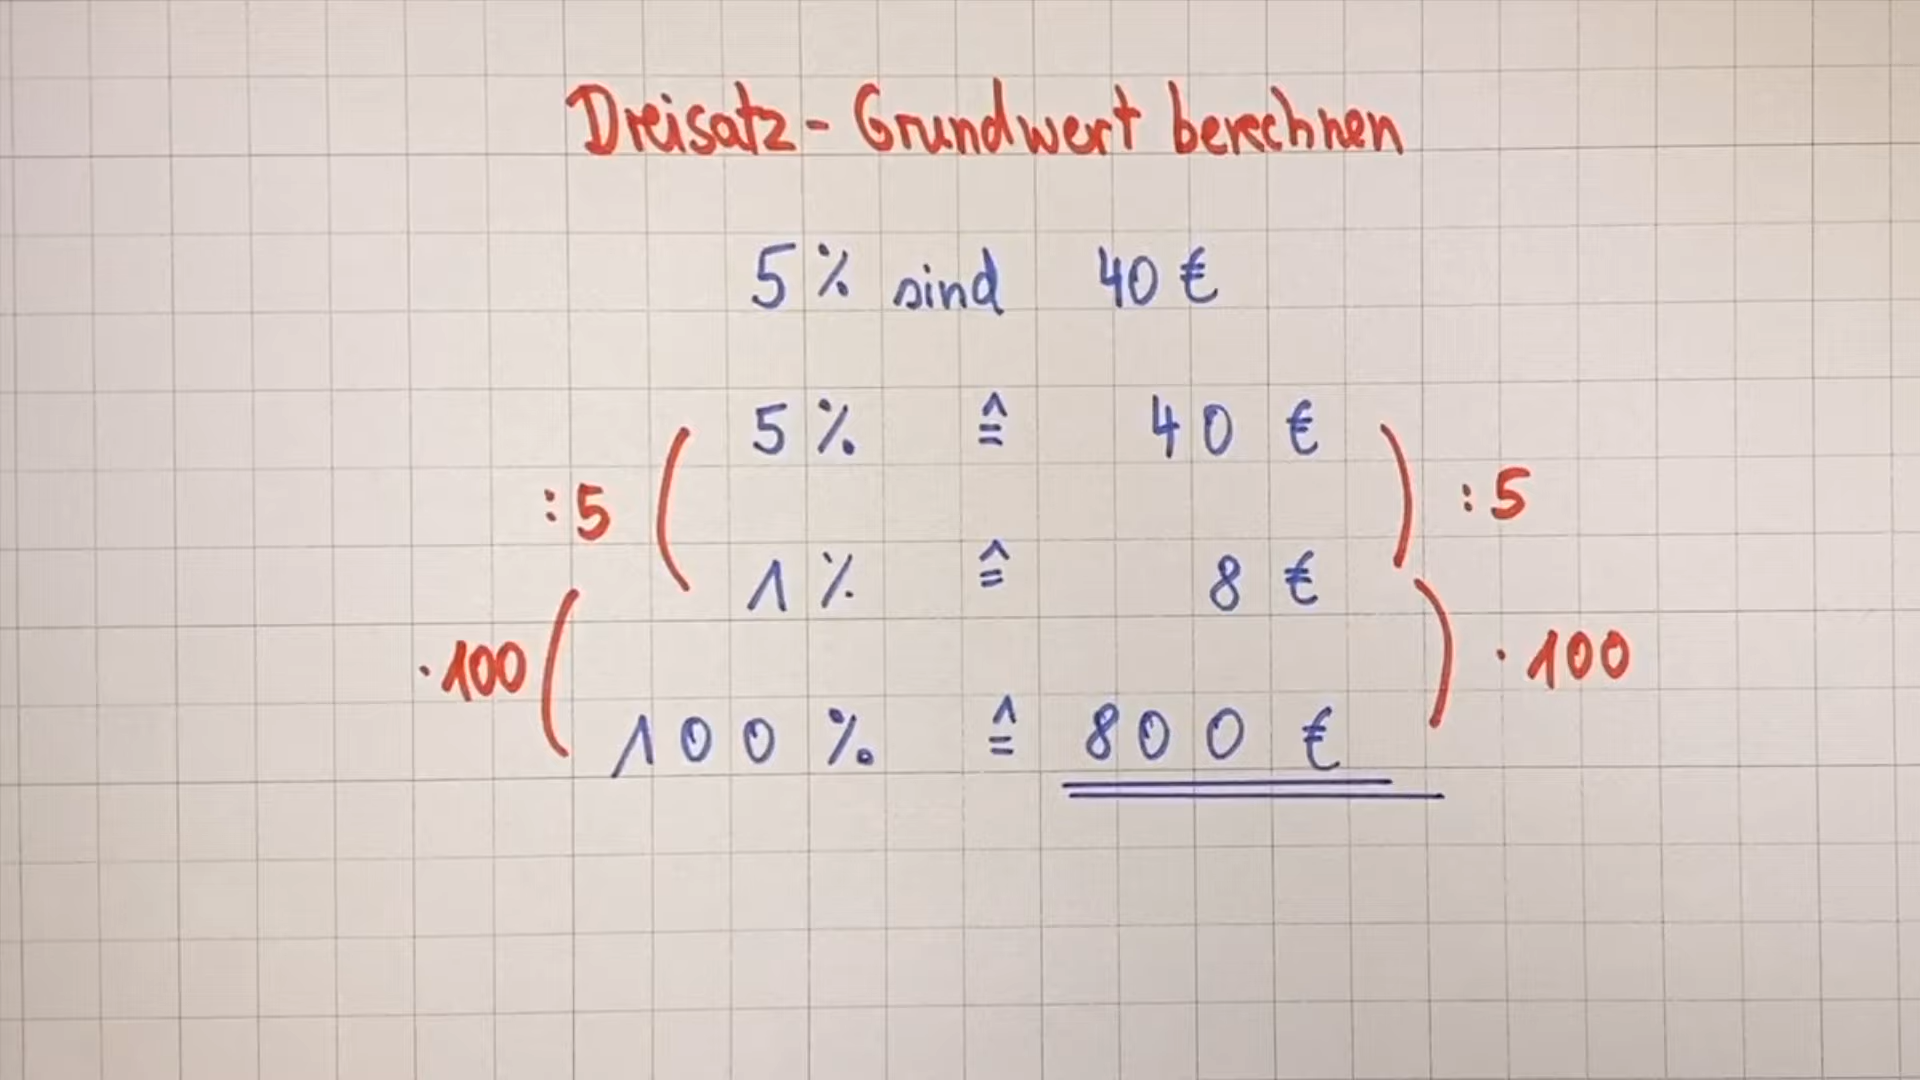 Dreisatz - Grundwert berechnen
5% sind 40 €
5% ≙ 40 €
:5 :5
1% ≙ 8 €
·100 ·100
100% ≙ 800 €